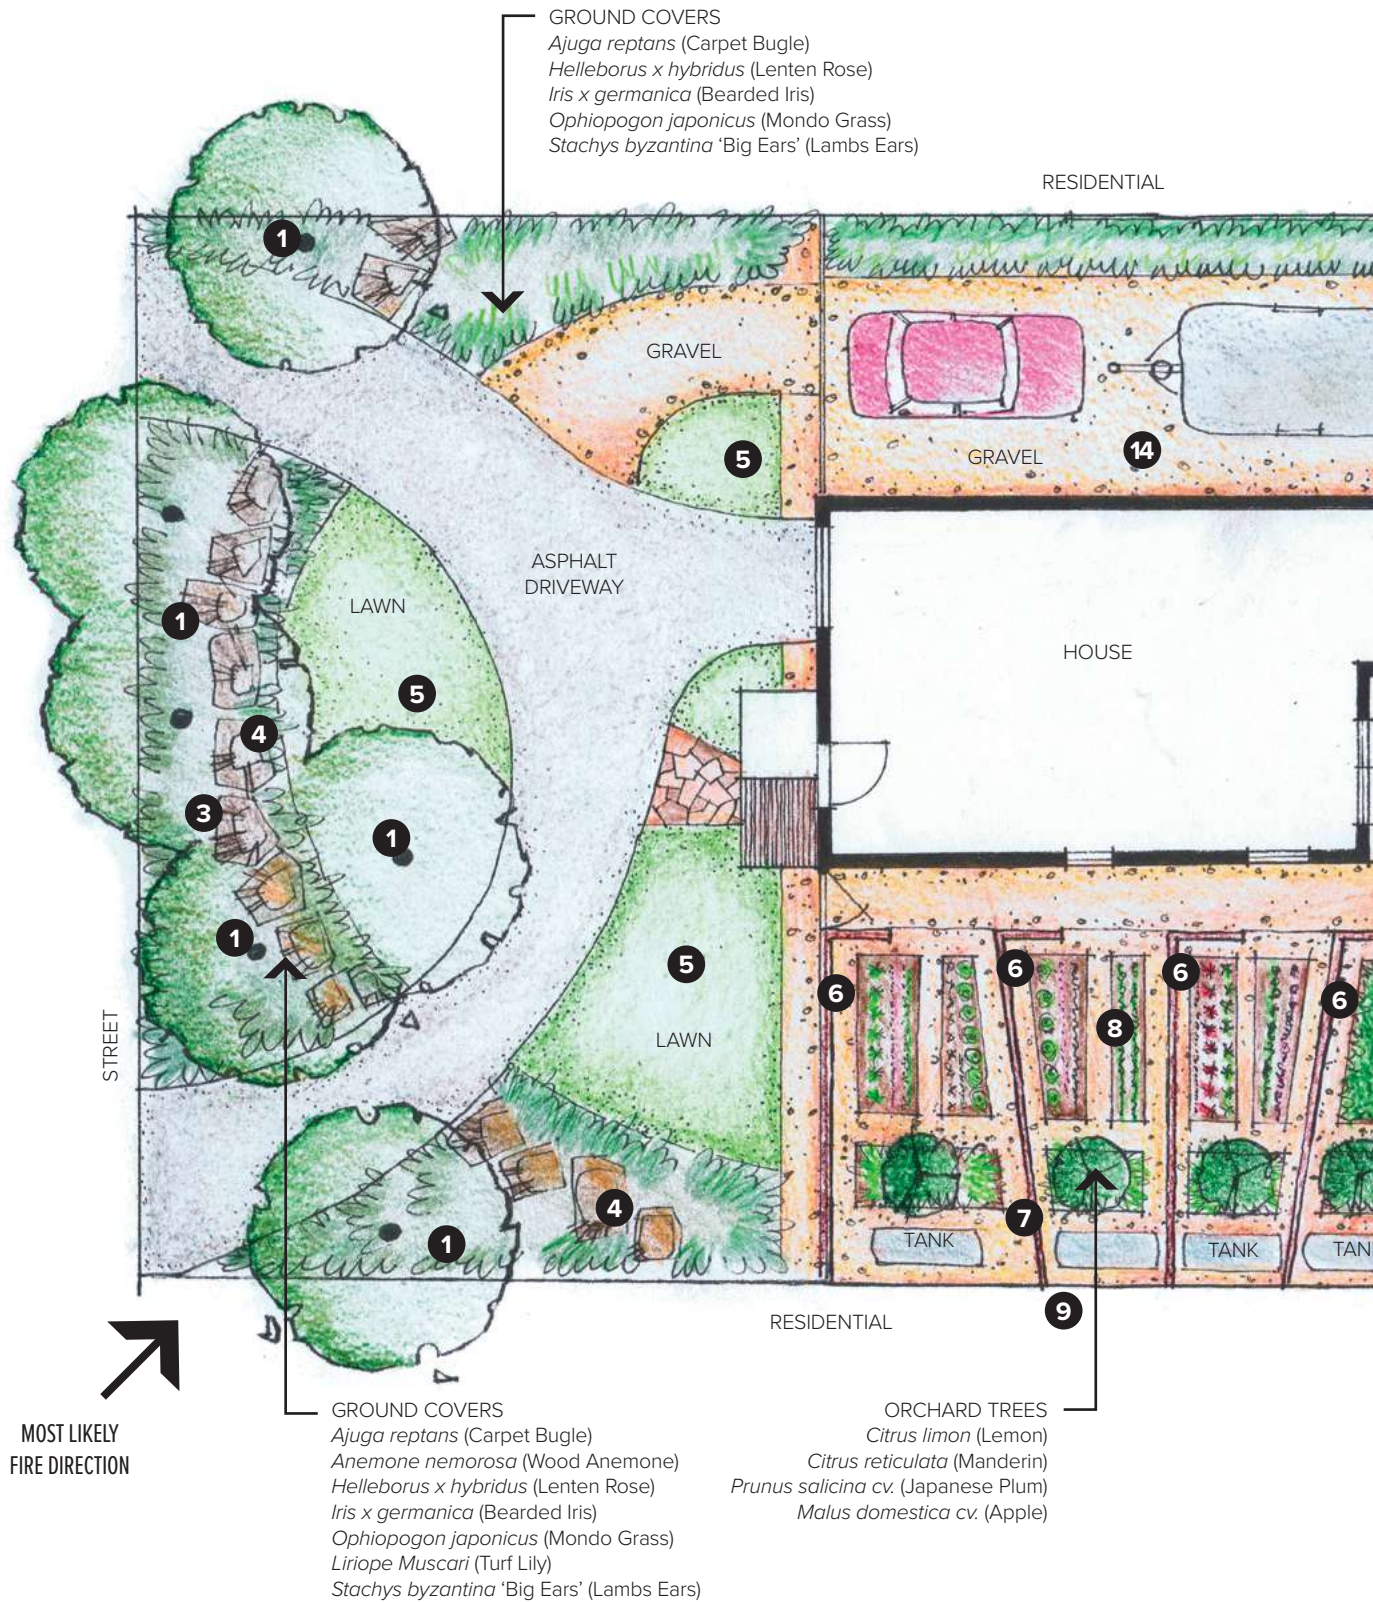 GROUND COVERS
Ajuga reptans (Carpet Bugle)
Helleborus x hybridus (Lenten Rose)
Iris x germanica (Bearded Iris)
Ophiopogon japonicus (Mondo Grass)
Stachys byzantina ‘Big Ears’ (Lambs Ears)
RESIDENTIAL
1
GRAVEL
5
GRAVEL
14
ASPHALT
DRIVEWAY
LAWN
1
HOUSE
5
4
3
1
1
5
6
6
6
6
8
STREET
LAWN
4
7
1
TANK
TANK
TAN
9
RESIDENTIAL
MOST LIKELY
FIRE DIRECTION
GROUND COVERS
Ajuga reptans (Carpet Bugle)
Anemone nemorosa (Wood Anemone)
Helleborus x hybridus (Lenten Rose)
Iris x germanica (Bearded Iris)
Ophiopogon japonicus (Mondo Grass)
Liriope Muscari (Turf Lily)
Stachys byzantina ‘Big Ears’ (Lambs Ears)
ORCHARD TREES
Citrus limon (Lemon)
Citrus reticulata (Manderin)
Prunus salicina cv. (Japanese Plum)
Malus domestica cv. (Apple)